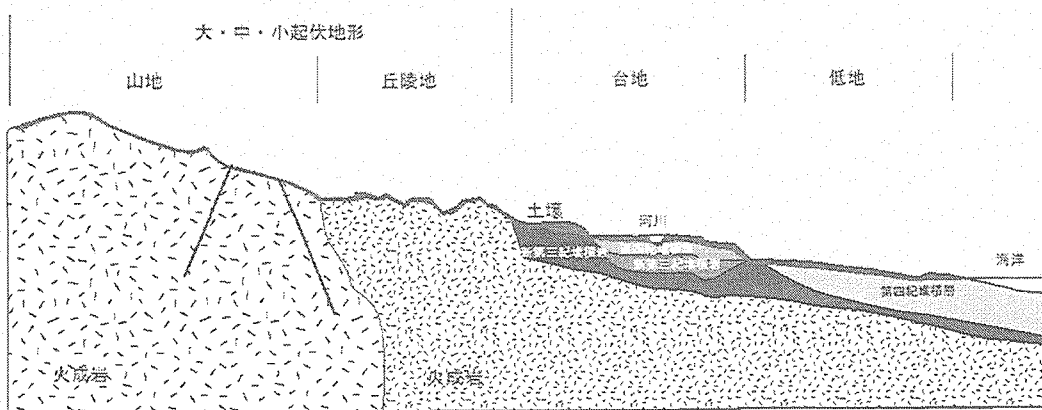 大・中・小起伏地形
山地
丘陵地
台地
低地
土壌
河川
海洋
第四紀堆積層
火成岩
火成岩